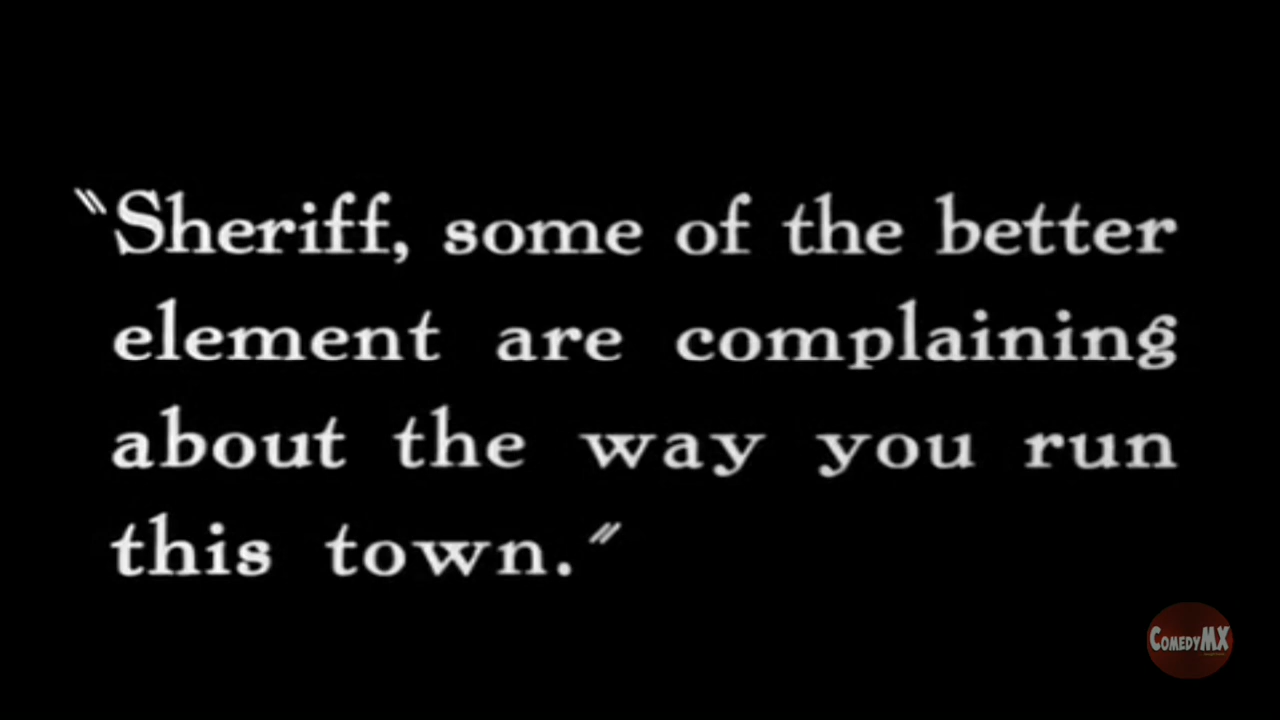 "Sheriff, some of the better
element are complaining
about the way you run
this town."
COMEDYMX